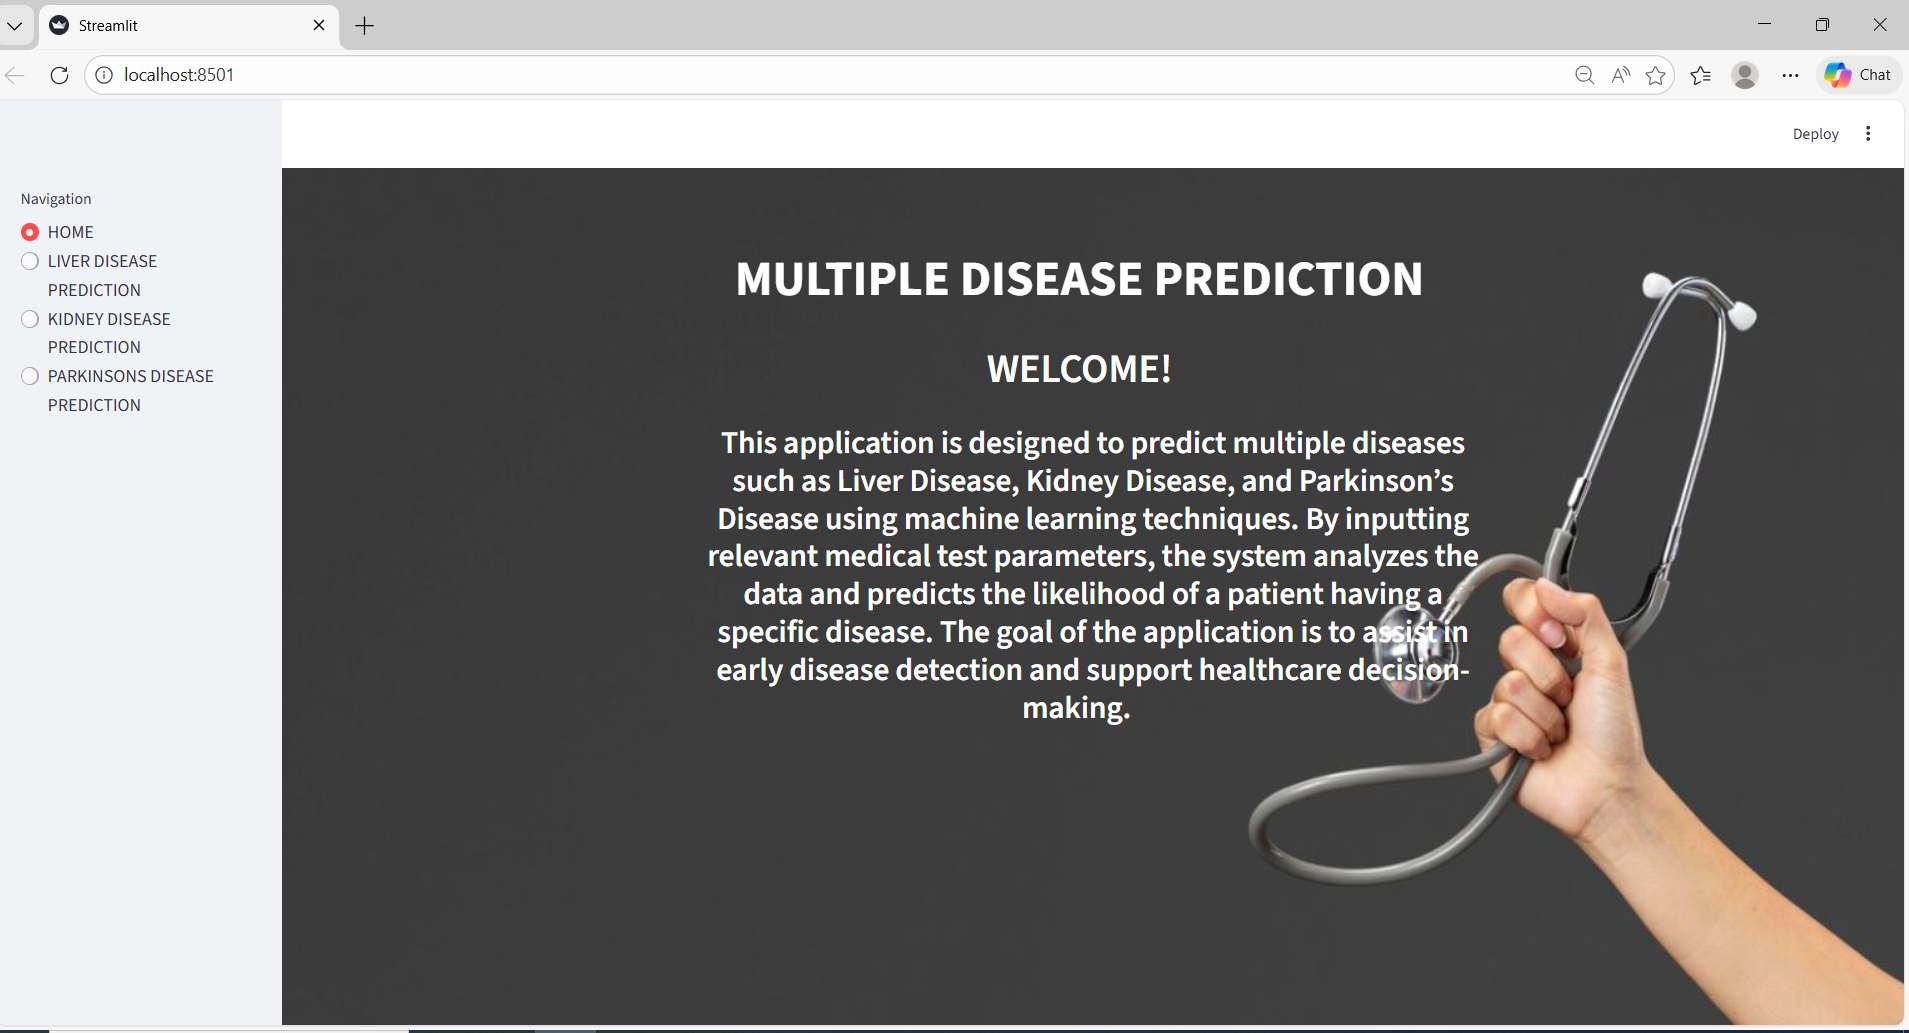 Streamlit
localhost:8501
Chat
Deploy
Navigation
HOME
LIVER DISEASE
PREDICTION
KIDNEY DISEASE
PREDICTION
PARKINSONS DISEASE
PREDICTION
MULTIPLE DISEASE PREDICTION
WELCOME!
This application is designed to predict multiple diseases
such as Liver Disease, Kidney Disease, and Parkinson’s
Disease using machine learning techniques. By inputting
relevant medical test parameters, the system analyzes the
data and predicts the likelihood of a patient having a
specific disease. The goal of the application is to assist in
early disease detection and support healthcare decision-
making.